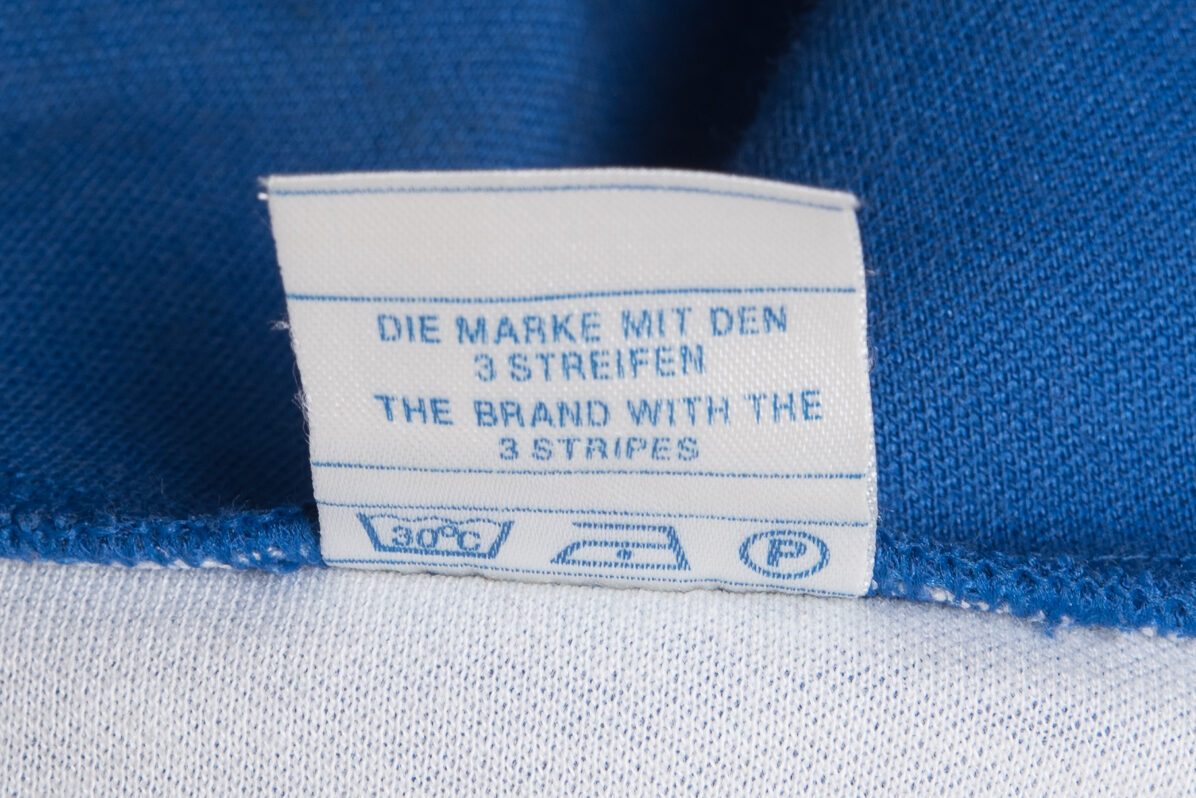 DIE MARKE MIT DEN
3 STREIFEN
THE BRAND WITH THE
3 STRIPES
30°C P